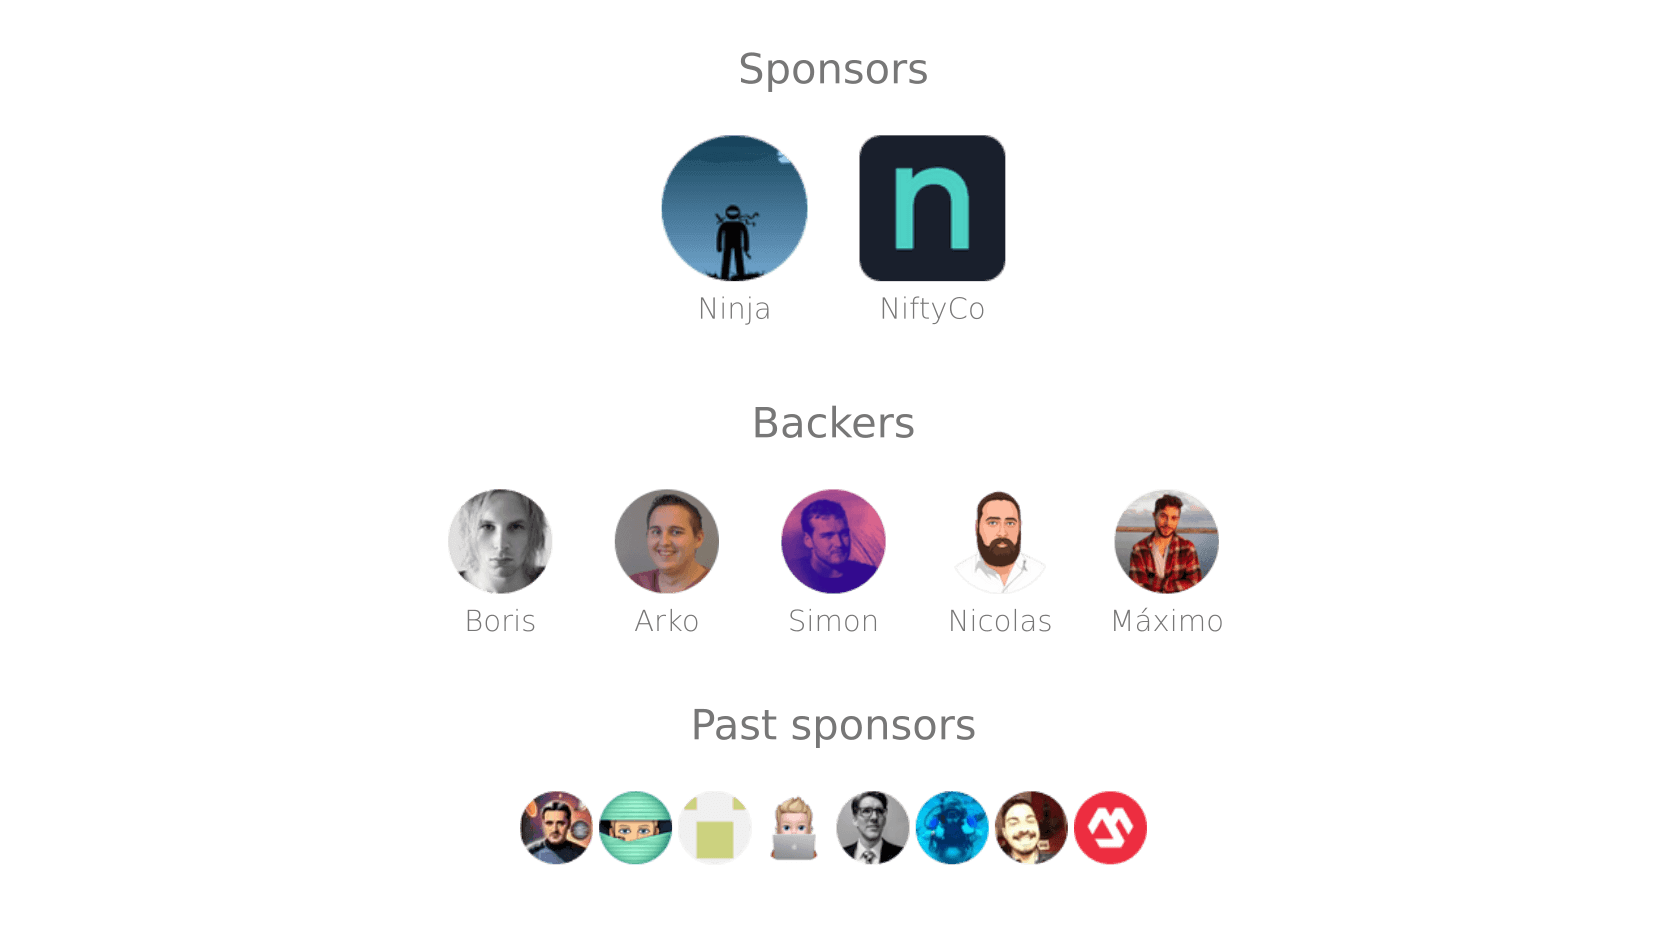 Sponsors
n
Ninja
NiftyCo
Backers
Boris
Arko
Simon
Nicolas
Máximo
Past sponsors